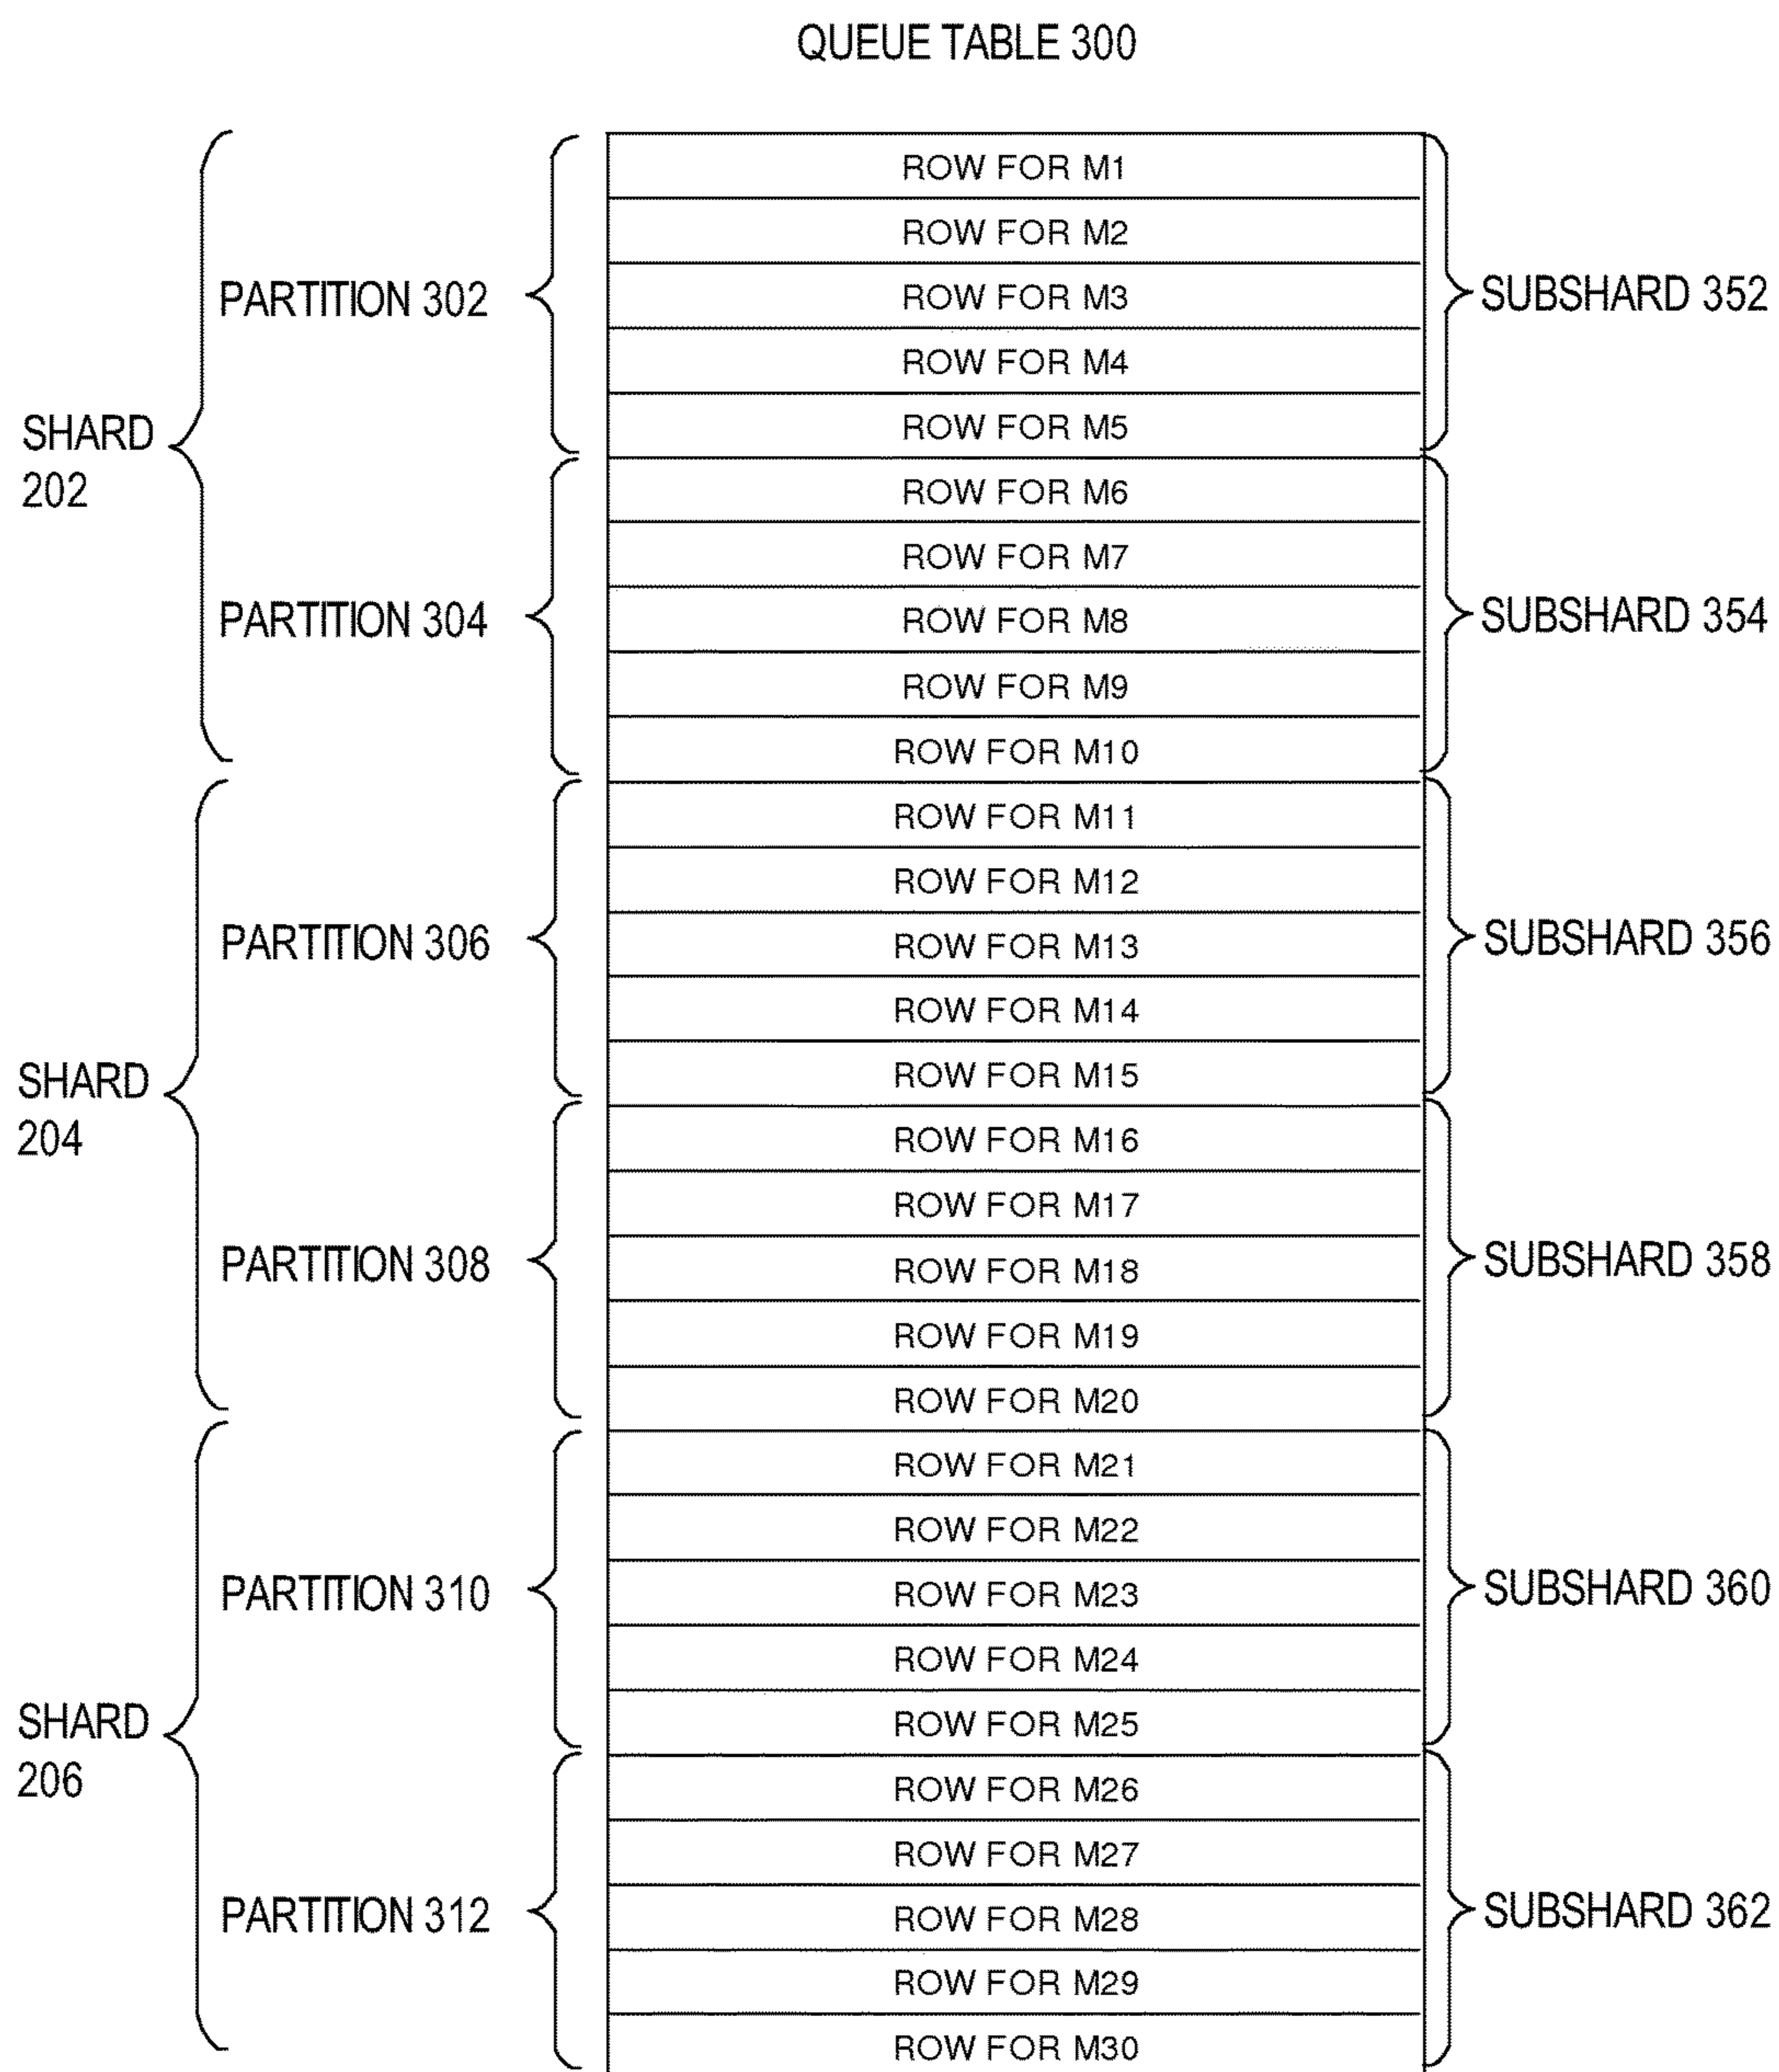 QUEUE TABLE 300
ROW FOR M1
ROW FOR M2
PARTITION 302
ROW FOR M3
SUBSHARD 352
ROW FOR M4
SHARD
202
ROW FOR M5
ROW FOR M6
ROW FOR M7
PARTITION 304
ROW FOR M8
SUBSHARD 354
ROW FOR M9
ROW FOR M10
ROW FOR M11
ROW FOR M12
PARTITION 306
ROW FOR M13
SUBSHARD 356
ROW FOR M14
SHARD
204
ROW FOR M15
ROW FOR M16
ROW FOR M17
PARTITION 308
ROW FOR M18
SUBSHARD 358
ROW FOR M19
ROW FOR M20
ROW FOR M21
ROW FOR M22
PARTITION 310
ROW FOR M23
SUBSHARD 360
ROW FOR M24
SHARD
206
ROW FOR M25
ROW FOR M26
ROW FOR M27
PARTITION 312
ROW FOR M28
SUBSHARD 362
ROW FOR M29
ROW FOR M30